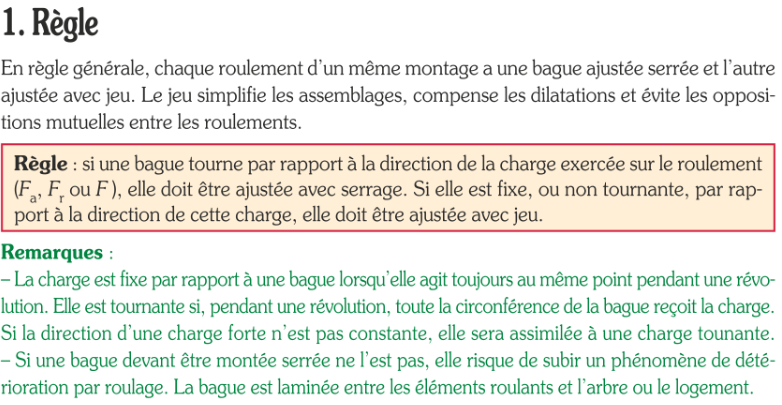 1. Règle
En règle générale, chaque roulement d'un même montage a une bague ajustée serrée et l'autre
ajustée avec jeu. Le jeu simplifie les assemblages, compense les dilatations et évite les opposi-
tions mutuelles entre les roulements.
Règle : si une bague tourne par rapport à la direction de la charge exercée sur le roulement
(Fa, Fr ou F), elle doit être ajustée avec serrage. Si elle est fixe, ou non tournante, par rap-
port à la direction de cette charge, elle doit être ajustée avec jeu.
Remarques :
– La charge est fixe par rapport à une bague lorsqu'elle agit toujours au même point pendant une révo-
lution. Elle est tournante si, pendant une révolution, toute la circonférence de la bague reçoit la charge.
Si la direction d'une charge forte n'est pas constante, elle sera assimilée à une charge tounante.
– Si une bague devant être montée serrée ne l'est pas, elle risque de subir un phénomène de dété-
rioration par roulage. La bague est laminée entre les éléments roulants et l'arbre ou le logement.